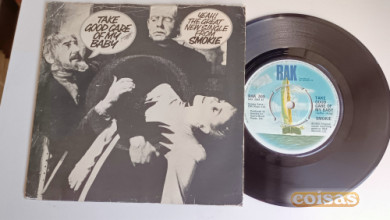 TAKE
GOOD CARE
OF MY
BABY
YEAH! THE GREAT
NEW SINGLE
FROM
SMOKIE.
RAK
TAKE
GOOD
CARE OF
MY BABY
SMOKIE
coisas